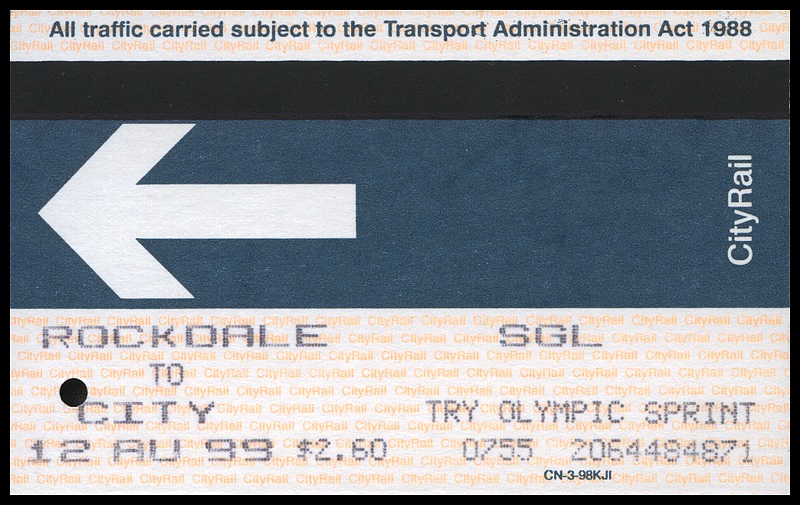 All traffic carried subject to the Transport Administration Act 1988
CityRail
ROCKDALE SGL
TO
CITY TRY OLYMPIC SPRINT
12 AU 99 $2.60 0755 2064484871
CN-3-98KJI